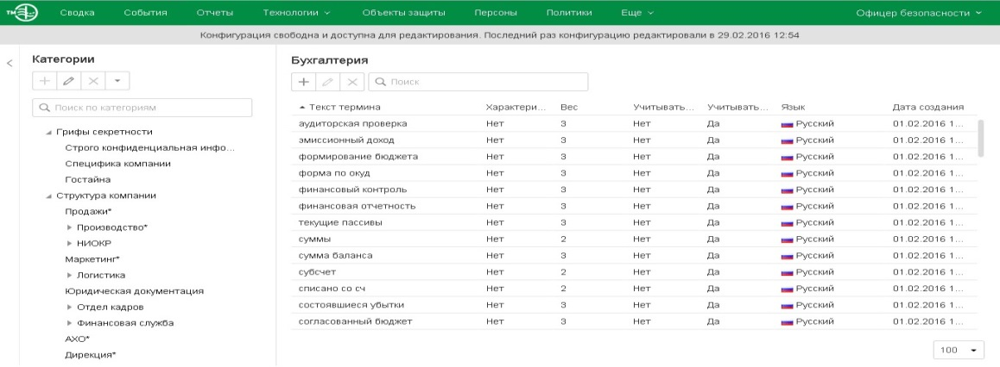 ТМ Сводка События Отчеты Технологии Объекты защиты Персоны Политики Еще Офицер безопасности
Конфигурация свободна и доступна для редактирования. Последний раз конфигурацию редактировали в 29.02.2016 12:54
Категории
Поиск по категориям
Грифы секретности
Строго конфиденциальная инфо...
Специфика компании
Гостайна
Структура компании
Продажи*
Производство*
НИОКР
Маркетинг*
Логистика
Юридическая документация
Отдел кадров
Финансовая служба
АХО*
Дирекция*
Бухгалтерия
Поиск
Текст термина Характери... Вес Учитывать... Учитывать... Язык Дата создания
аудиторская проверка Нет 3 Нет Да Русский 01.02.2016 1...
эмиссионный доход Нет 3 Нет Да Русский 01.02.2016 1...
формирование бюджета Нет 3 Нет Да Русский 01.02.2016 1...
форма по окуд Нет 3 Нет Да Русский 01.02.2016 1...
финансовый контроль Нет 3 Нет Да Русский 01.02.2016 1...
финансовая отчетность Нет 3 Нет Да Русский 01.02.2016 1...
текущие пассивы Нет 3 Нет Да Русский 01.02.2016 1...
суммы Нет 2 Нет Да Русский 01.02.2016 1...
сумма баланса Нет 3 Нет Да Русский 01.02.2016 1...
субсчет Нет 2 Нет Да Русский 01.02.2016 1...
списано со сч Нет 2 Нет Да Русский 01.02.2016 1...
состоявшиеся убытки Нет 3 Нет Да Русский 01.02.2016 1...
согласованный бюджет Нет 3 Нет Да Русский 01.02.2016 1...
100